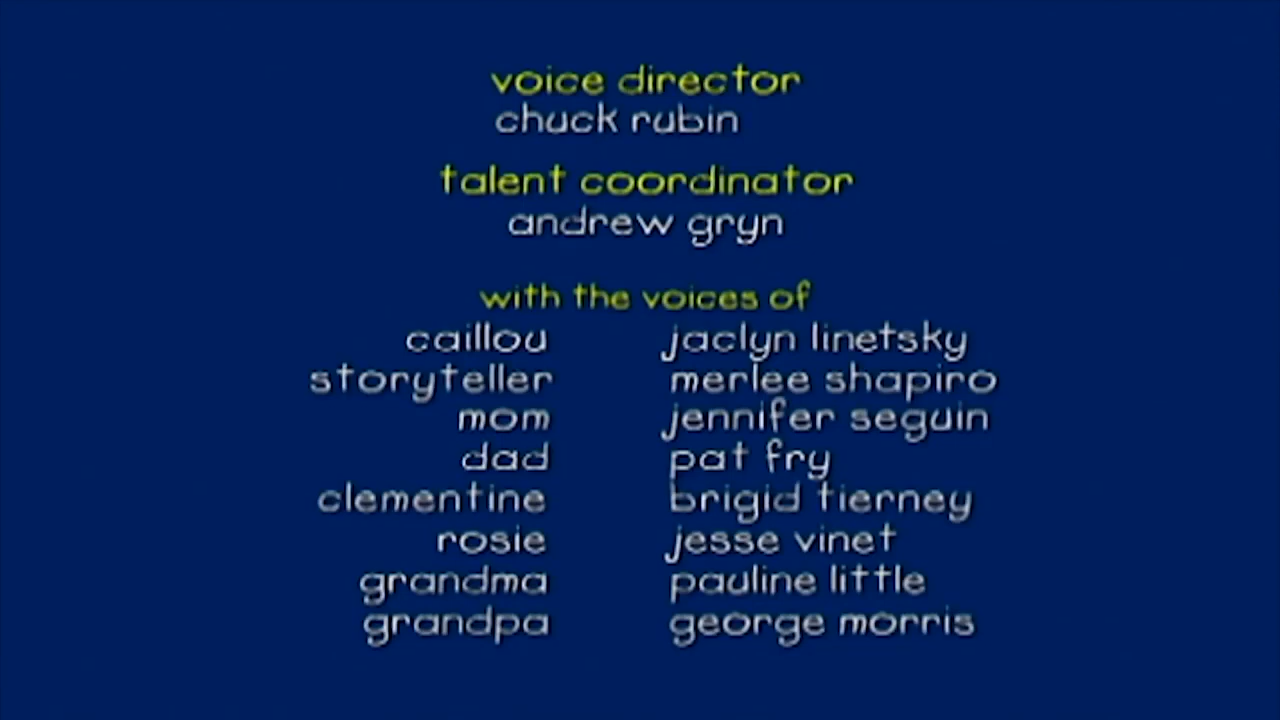 voice director
chuck rubin
talent coordinator
andrew gryn
with the voices of
caillou jaclyn linetsky
storyteller merlee shapiro
mom jennifer seguin
dad pat fry
clementine brigid tierney
rosie jesse vinet
grandma pauline little
grandpa george morris